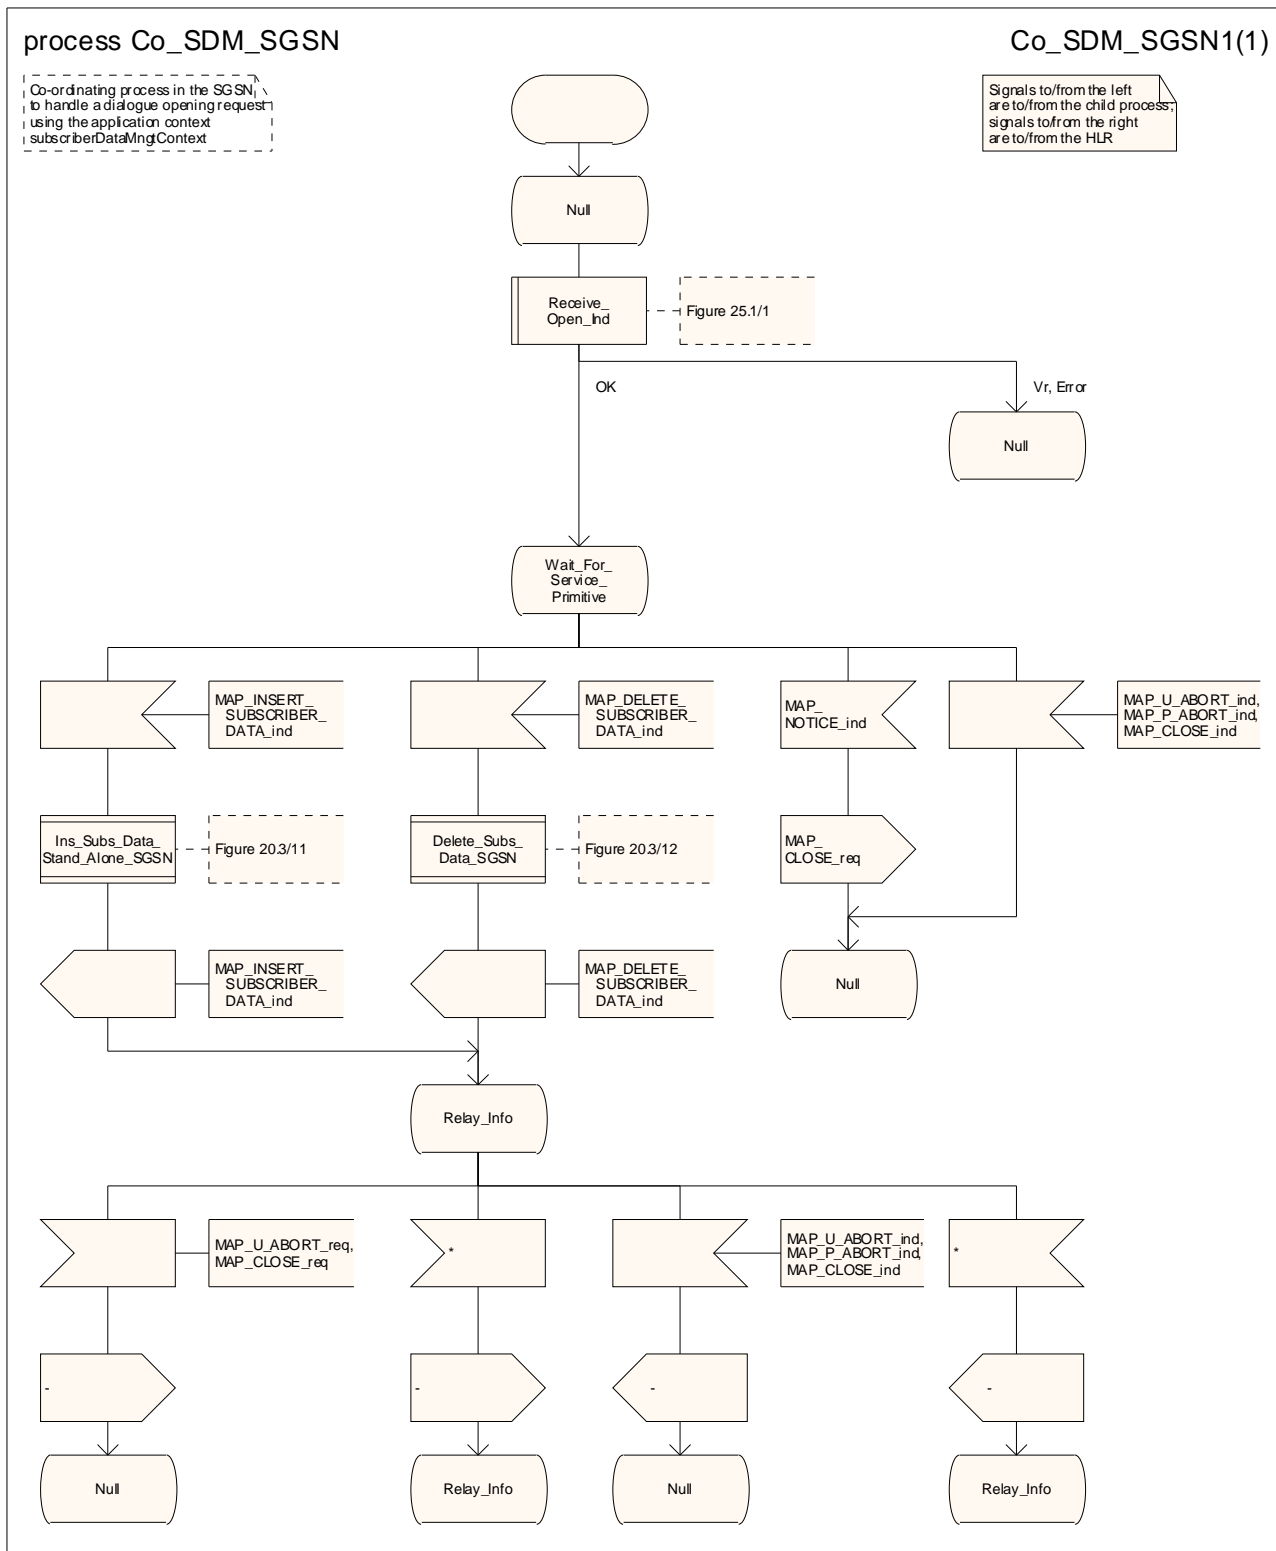 process Co_SDM_SGSN
Co_SDM_SGSN1(1)
Co-ordinating process in the SGSN
to handle a dialogue opening request
using the application context
subscriberDataMngtContext
Signals to/from the left
are to/from the child process;
signals to/from the right
are to/from the HLR
Null
Receive_
Open_Ind
Figure 25.1/1
OK
Vr, Error
Null
Wait_For_
Service_
Primitive
MAP_INSERT_
SUBSCRIBER_
DATA_ind
MAP_DELETE_
SUBSCRIBER_
DATA_ind
MAP_
NOTICE_ind
MAP_U_ABORT_ind,
MAP_P_ABORT_ind,
MAP_CLOSE_ind
Ins_Subs_Data_
Stand_Alone_SGSN
Figure 20.3/11
Delete_Subs_
Data_SGSN
Figure 20.3/12
MAP_
CLOSE_req
MAP_INSERT_
SUBSCRIBER_
DATA_ind
MAP_DELETE_
SUBSCRIBER_
DATA_ind
Null
Relay_Info
MAP_U_ABORT_req,
MAP_CLOSE_req
*
MAP_U_ABORT_ind,
MAP_P_ABORT_ind,
MAP_CLOSE_ind
*
-
-
-
-
Null
Relay_Info
Null
Relay_Info